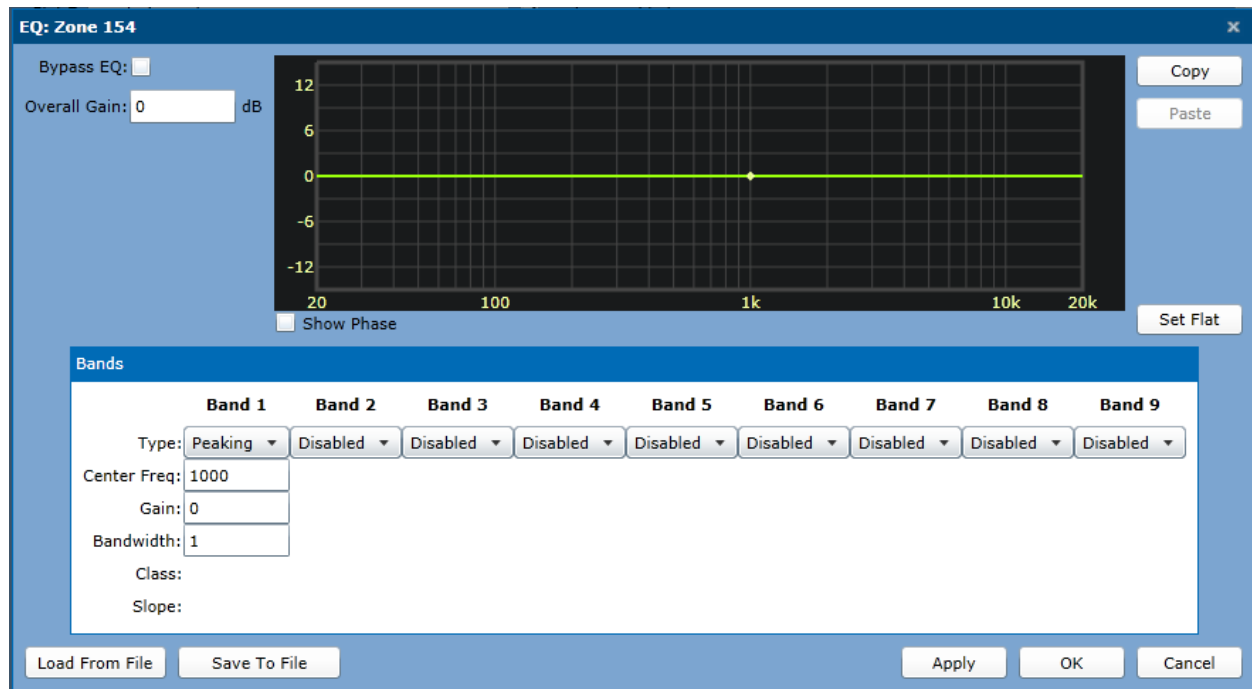 EQ: Zone 154 x
Bypass EQ:
Overall Gain: 0 dB
12
6
0
-6
-12
20 100 1k 10k 20k
Show Phase
Copy
Paste
Set Flat
Bands
Band 1 Band 2 Band 3 Band 4 Band 5 Band 6 Band 7 Band 8 Band 9
Type: Peaking Disabled Disabled Disabled Disabled Disabled Disabled Disabled Disabled
Center Freq: 1000
Gain: 0
Bandwidth: 1
Class:
Slope:
Load From File Save To File Apply OK Cancel